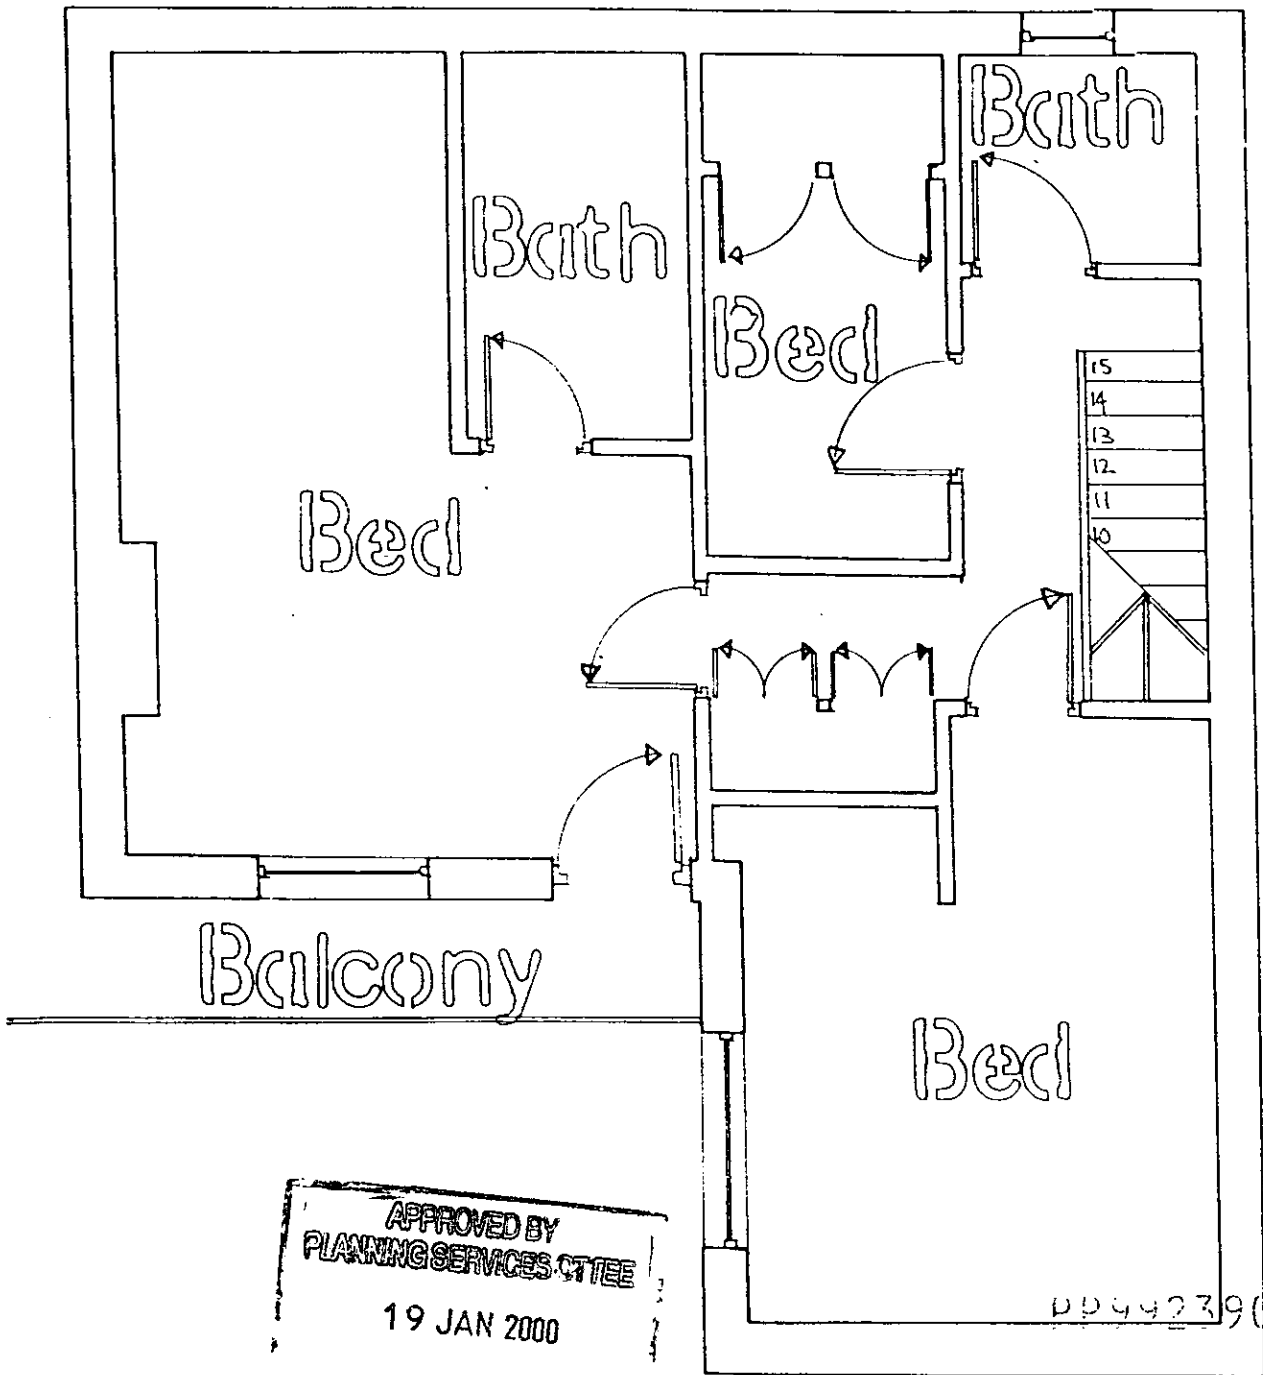 Bath
Bath
Bed
15
14
13
12
11
10
Bed
Balcony
Bed
APPROVED BY
PLANNING SERVICES CTTEE
19 JAN 2000